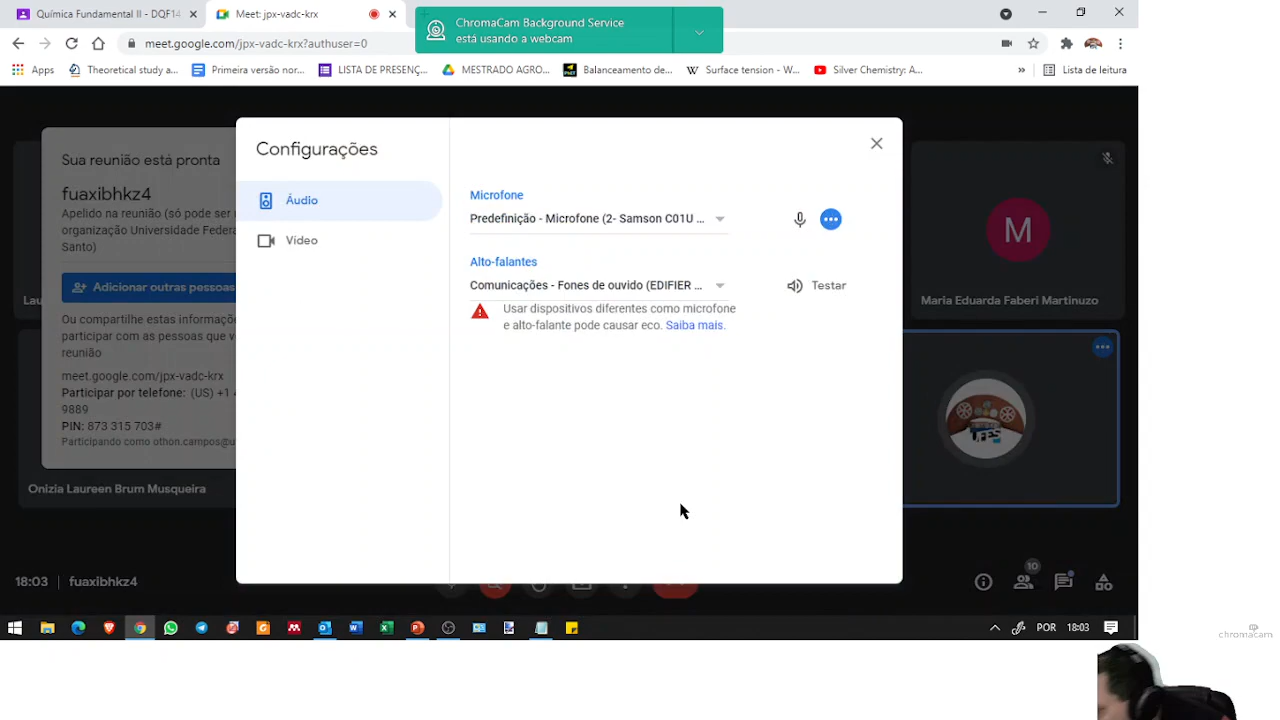 Química Fundamental II - DQF14
Meet: jpx-vadc-krx
ChromaCam Background Service
está usando a webcam
meet.google.com/jpx-vadc-krx?authuser=0
Apps
Theoretical study a...
Primeira versão nor...
LISTA DE PRESENÇ...
MESTRADO AGRO...
Balanceamento de...
Surface tension - W...
Silver Chemistry: A...
»
Lista de leitura
Sua reunião está pronta
fuaxibhkz4
Apelido na reunião (só pode ser
organização Universidade Federa
Santo)
Adicionar outras pessoas
Ou compartilhe estas informaçõe
participar com as pessoas que v
reunião
meet.google.com/jpx-vadc-krx
Participar por telefone: (US) +1 4
9889
PIN: 873 315 703#
Participando como othon.campos@u
Lau
Onizia Laureen Brum Musqueira
Configurações
Áudio
Vídeo
Microfone
Predefinição - Microfone (2- Samson C01U ...
Alto-falantes
Comunicações - Fones de ouvido (EDIFIER ...
Testar
Usar dispositivos diferentes como microfone
e alto-falante pode causar eco. Saiba mais.
M
Maria Eduarda Faberi Martinuzo
18:03 | fuaxibhkz4
10
POR
18:03
chromacam